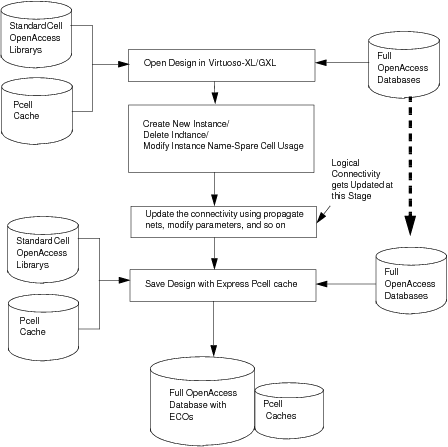 StandardCell
OpenAccess
Librarys
Pcell
Cache
Open Design in Virtuoso-XL/GXL
Full
OpenAccess
Databases
Create New Instance/
Delete Indtance/
Modify Instance Name-Spare Cell Usage
Logical
Connectivity
gets Updated at
this Stage
Update the connectivity using propagate
nets, modify parameters, and so on
StandardCell
OpenAccess
Librarys
Pcell
Cache
Save Design with Express Pcell cache
Full
OpenAccess
Databases
Full OpenAccess
Database with
ECOs
Pcell
Caches